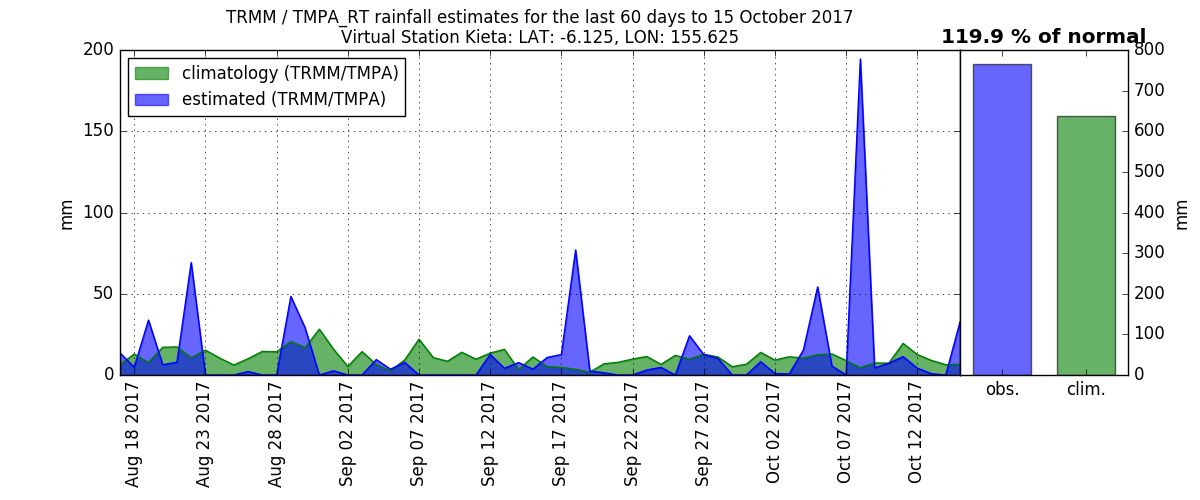 TRMM / TMPA_RT rainfall estimates for the last 60 days to 15 October 2017
Virtual Station Kieta: LAT: -6.125, LON: 155.625
119.9 % of normal
climatology (TRMM/TMPA)
estimated (TRMM/TMPA)
200
150
100
50
0
mm
Aug 18 2017
Aug 23 2017
Aug 28 2017
Sep 02 2017
Sep 07 2017
Sep 12 2017
Sep 17 2017
Sep 22 2017
Sep 27 2017
Oct 02 2017
Oct 07 2017
Oct 12 2017
obs.
clim.
800
700
600
500
400
300
200
100
0
mm